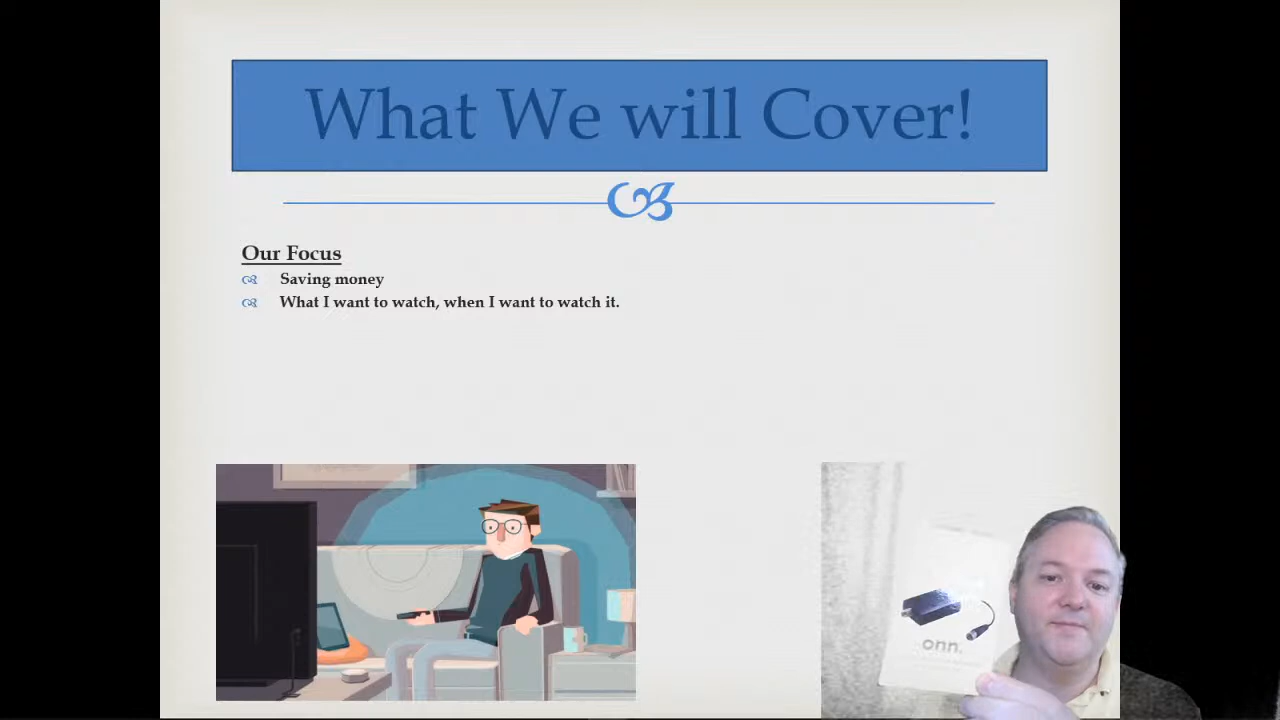 What We will Cover!
Our Focus
Saving money
What I want to watch, when I want to watch it.
onn.